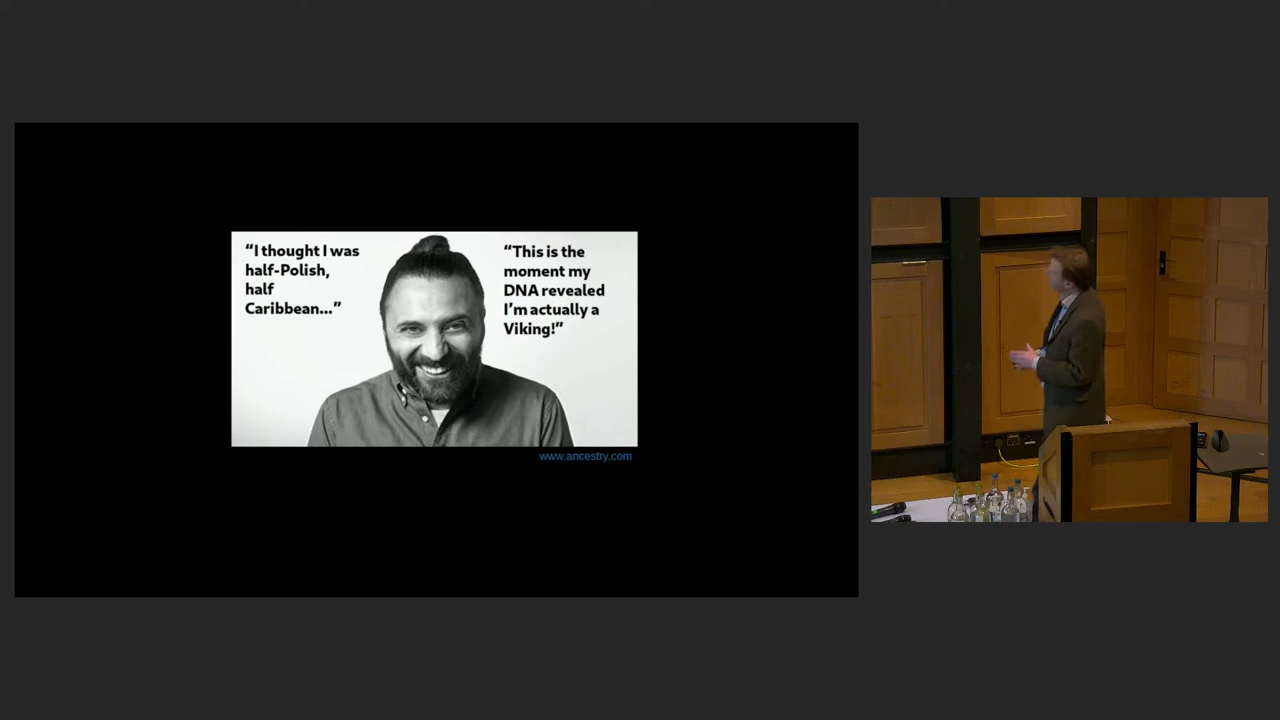 “I thought I was
half-Polish,
half
Caribbean...”
“This is the
moment my
DNA revealed
I’m actually a
Viking!”
www.ancestry.com